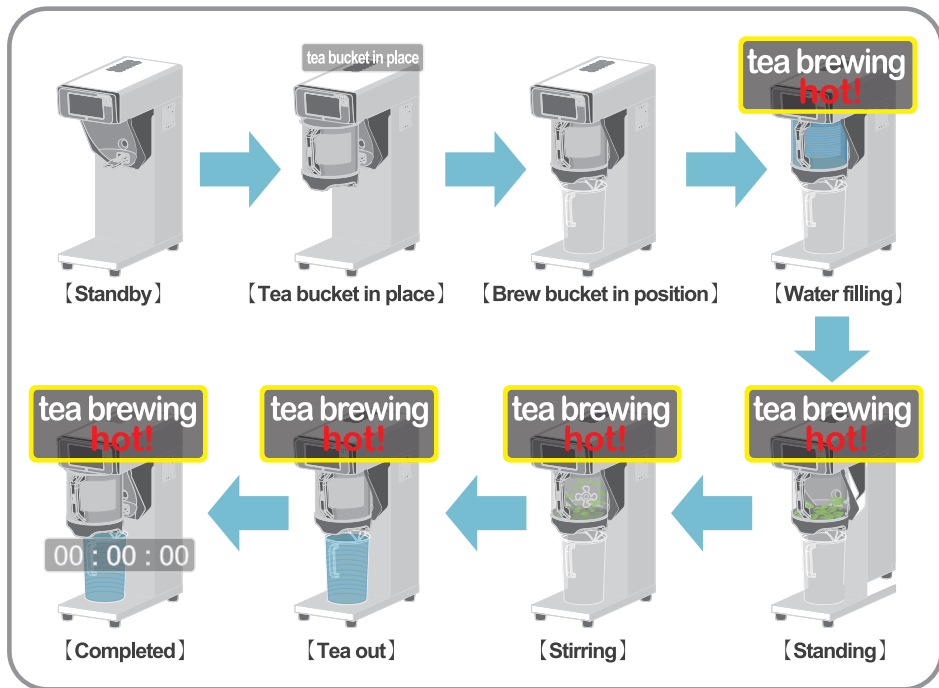 tea bucket in place
tea brewing
hot!
【Standby】
【Tea bucket in place】
【Brew bucket in position】
【Water filling】
tea brewing
hot!
tea brewing
hot!
tea brewing
hot!
tea brewing
hot!
00:00:00
【Completed】
【Tea out】
【Stirring】
【Standing】